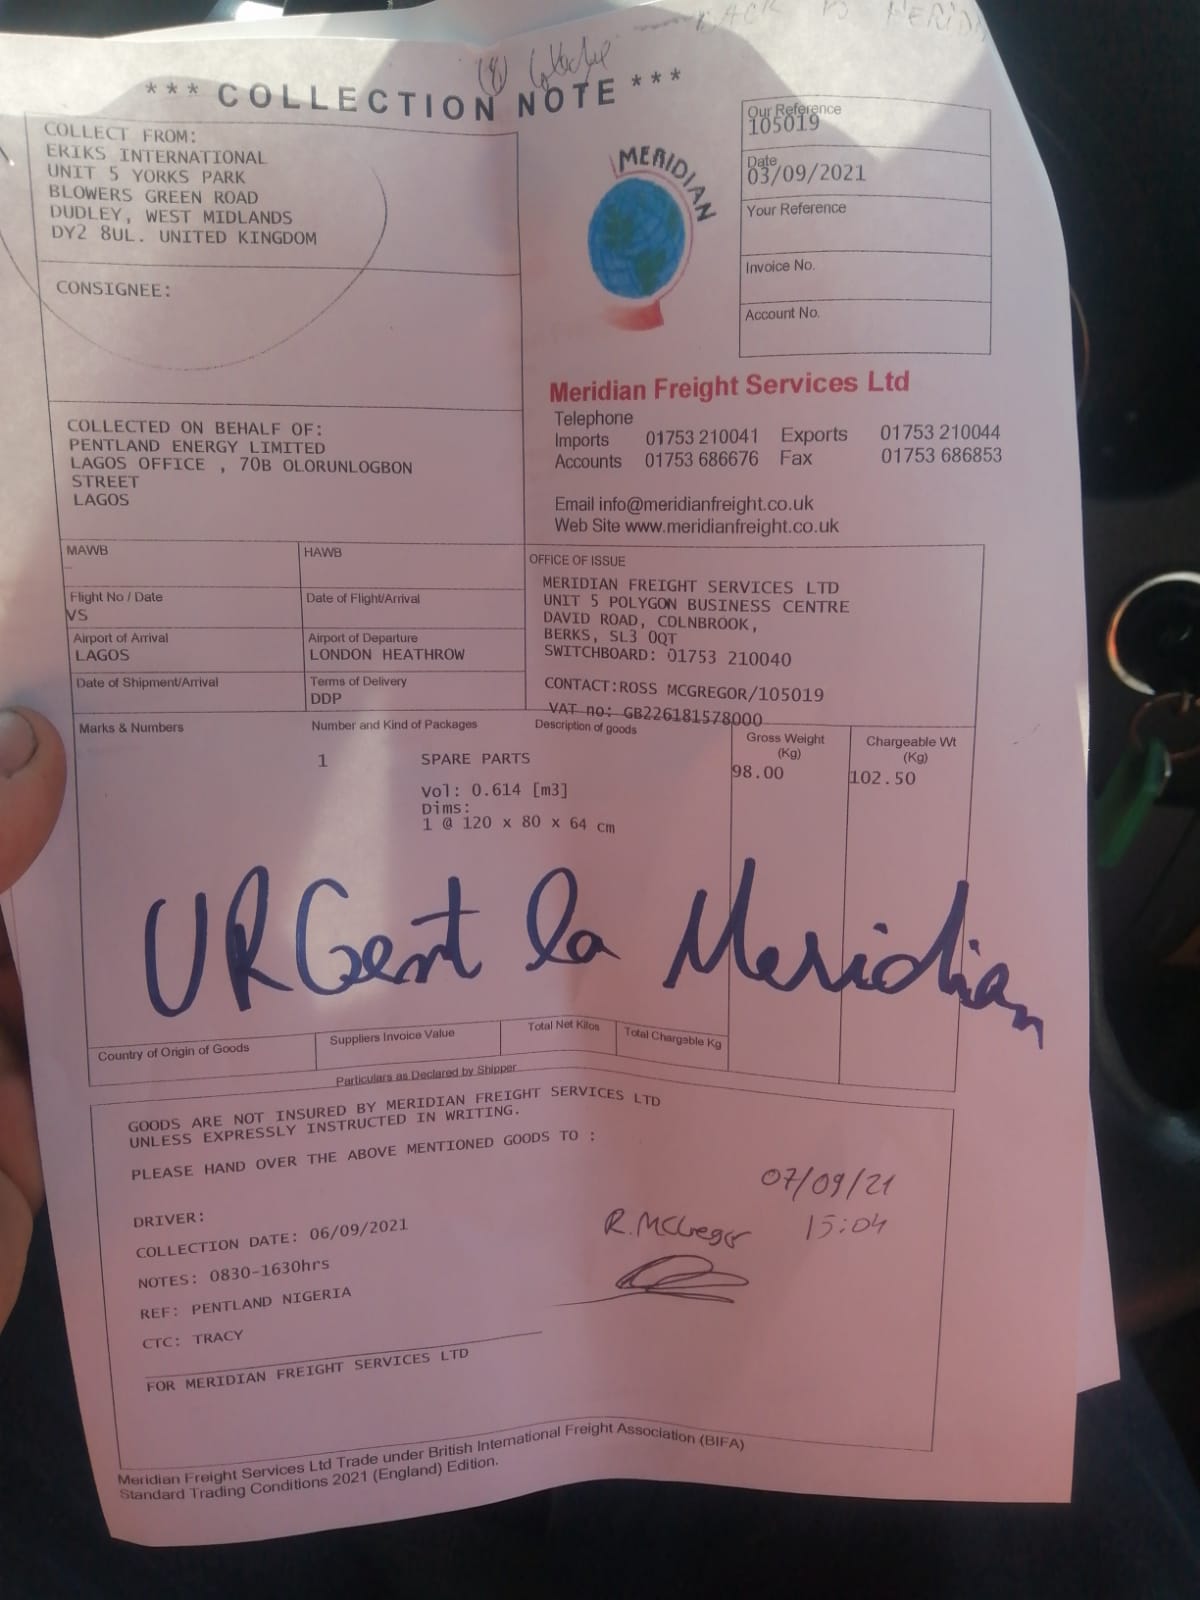 BACK TO MERIDIAN
*** COLLECTION NOTE ***
COLLECT FROM:
ERIKS INTERNATIONAL
UNIT 5 YORKS PARK
BLOWERS GREEN ROAD
DUDLEY, WEST MIDLANDS
DY2 8UL. UNITED KINGDOM
CONSIGNEE:
MERIDIAN
Our Reference
105019
Date
03/09/2021
Your Reference
Invoice No.
Account No.
Meridian Freight Services Ltd
Telephone
Imports 01753 210041 Exports 01753 210044
Accounts 01753 686676 Fax 01753 686853
Email info@meridianfreight.co.uk
Web Site www.meridianfreight.co.uk
COLLECTED ON BEHALF OF:
PENTLAND ENERGY LIMITED
LAGOS OFFICE , 70B OLORUNLOGBON
STREET
LAGOS
MAWB
HAWB
Flight No / Date
VS
Date of Flight/Arrival
Airport of Arrival
LAGOS
Airport of Departure
LONDON HEATHROW
Date of Shipment/Arrival
Terms of Delivery
DDP
OFFICE OF ISSUE
MERIDIAN FREIGHT SERVICES LTD
UNIT 5 POLYGON BUSINESS CENTRE
DAVID ROAD, COLNBROOK,
BERKS, SL3 0QT
SWITCHBOARD: 01753 210040
CONTACT:ROSS MCGREGOR/105019
VAT no: GB226181578000
Marks & Numbers
Number and Kind of Packages
Description of goods
Gross Weight
(Kg)
Chargeable Wt
(Kg)
1 SPARE PARTS
98.00
102.50
Vol: 0.614 [m3]
Dims:
1 @ 120 x 80 x 64 cm
URGent la Meridian
Country of Origin of Goods
Suppliers Invoice Value
Total Net Kilos
Total Chargable Kg
Particulars as Declared by Shipper
GOODS ARE NOT INSURED BY MERIDIAN FREIGHT SERVICES LTD
UNLESS EXPRESSLY INSTRUCTED IN WRITING.
PLEASE HAND OVER THE ABOVE MENTIONED GOODS TO :
DRIVER:
COLLECTION DATE: 06/09/2021
NOTES: 0830-1630hrs
REF: PENTLAND NIGERIA
CTC: TRACY
07/09/21
R.MCGregor 15:04
FOR MERIDIAN FREIGHT SERVICES LTD
Meridian Freight Services Ltd Trade under British International Freight Association (BIFA)
Standard Trading Conditions 2021 (England) Edition.